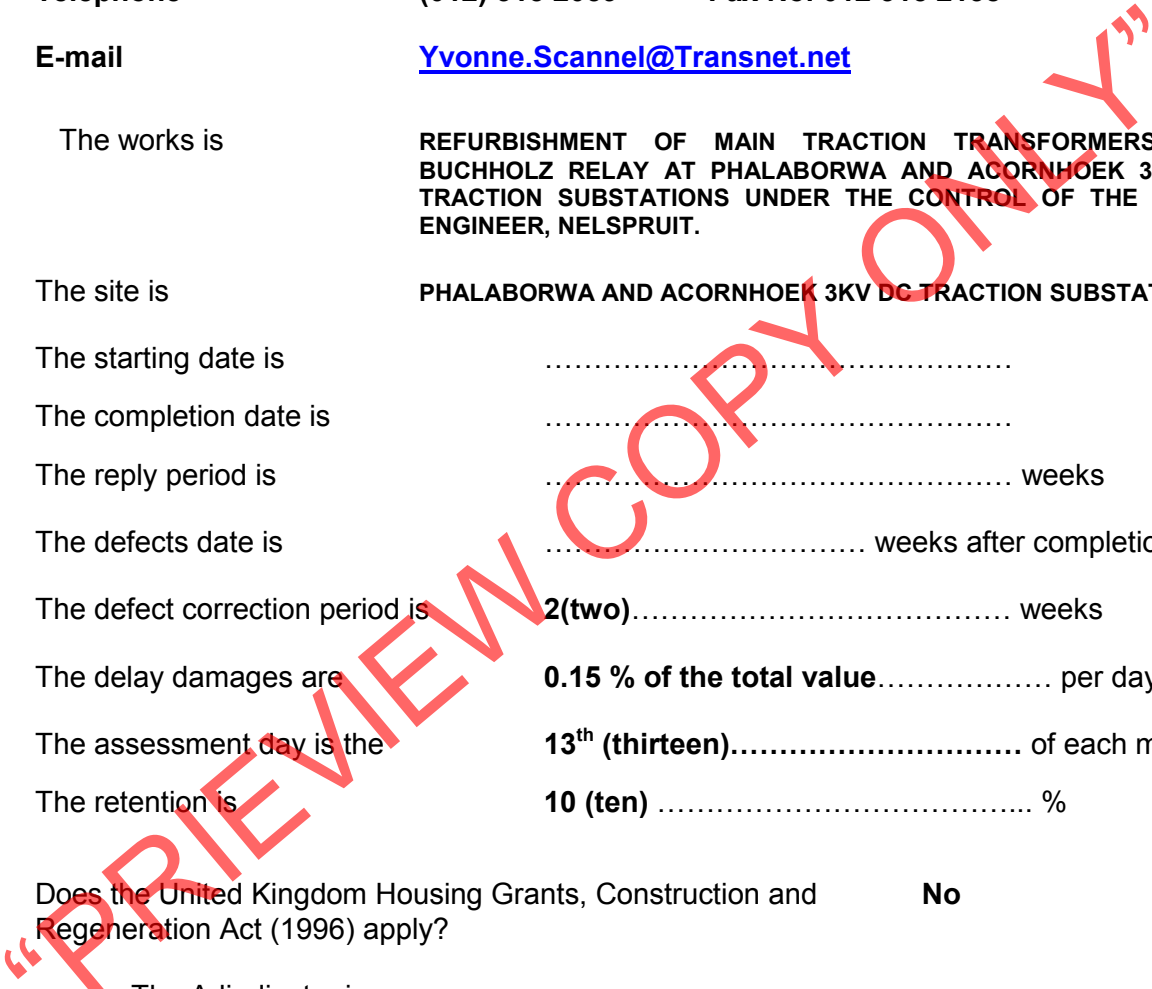 E-mail Yvonne.Scannel@Transnet.net
The works is REFURBISHMENT OF MAIN TRACTION TRANSFORMERS
BUCHHOLZ RELAY AT PHALABORWA AND ACORNHOEK 3
TRACTION SUBSTATIONS UNDER THE CONTROL OF THE
ENGINEER, NELSPRUIT.
The site is PHALABORWA AND ACORNHOEK 3KV DC TRACTION SUBSTAT
The starting date is …………………………………………
The completion date is …………………………………………
The reply period is ………………………………………… weeks
The defects date is …………………………… weeks after completio
The defect correction period is 2(two)………………………………… weeks
The delay damages are 0.15 % of the total value……………… per day
The assessment day is the 13th (thirteen)………………………… of each m
The retention is 10 (ten) ………………………………... %
Does the United Kingdom Housing Grants, Construction and No
Regeneration Act (1996) apply?
“PRIEVIEW COPY ONLY”